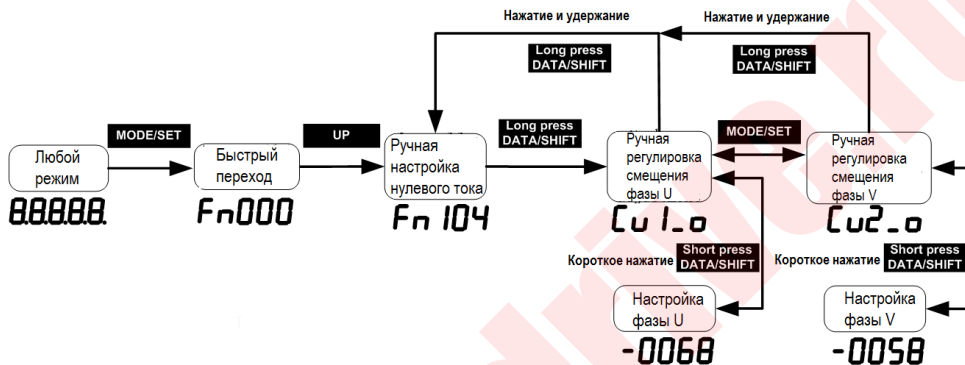 Нажатие и удержание
Нажатие и удержание
Long press
DATA/SHIFT
Long press
DATA/SHIFT
MODE/SET
UP
Long press
DATA/SHIFT
MODE/SET
Любой
режим
Быстрый
переход
Ручная
настройка
нулевого тока
Ручная
регулировка
смещения
фазы U
Ручная
регулировка
смещения
фазы V
8.8.8.8.8.
Fn000
Fn104
Cu1_o
Cu2_o
Короткое нажатие
Short press
DATA/SHIFT
Короткое нажатие
Short press
DATA/SHIFT
Настройка
фазы U
Настройка
фазы V
-0068
-0058